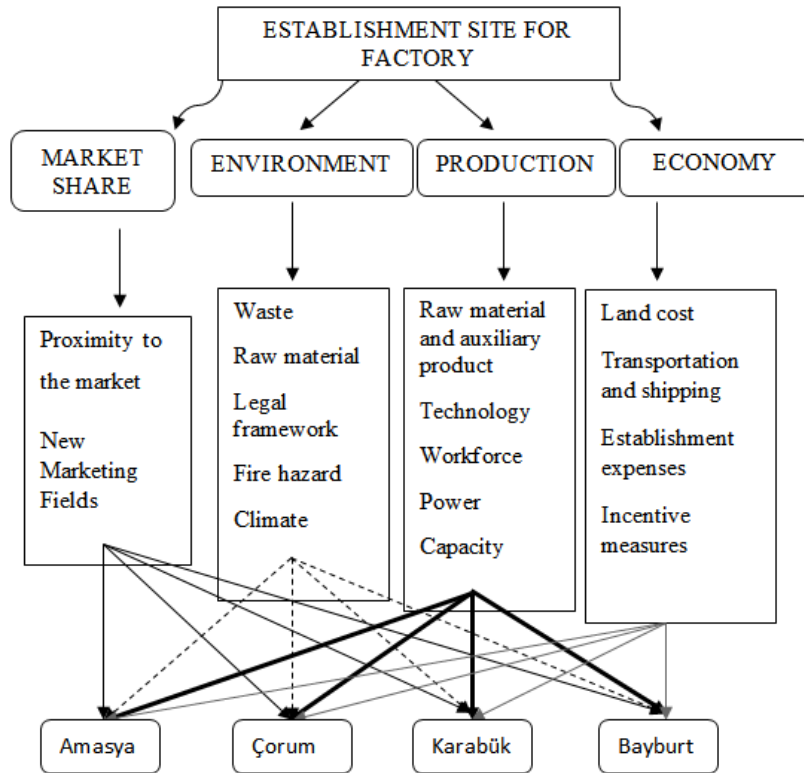 ESTABLISHMENT SITE FOR
FACTORY
MARKET
SHARE
ENVIRONMENT
PRODUCTION
ECONOMY
Proximity to
the market
New
Marketing
Fields
Waste
Raw material
Legal
framework
Fire hazard
Climate
Raw material
and auxiliary
product
Technology
Workforce
Power
Capacity
Land cost
Transportation
and shipping
Establishment
expenses
Incentive
measures
Amasya
Çorum
Karabük
Bayburt